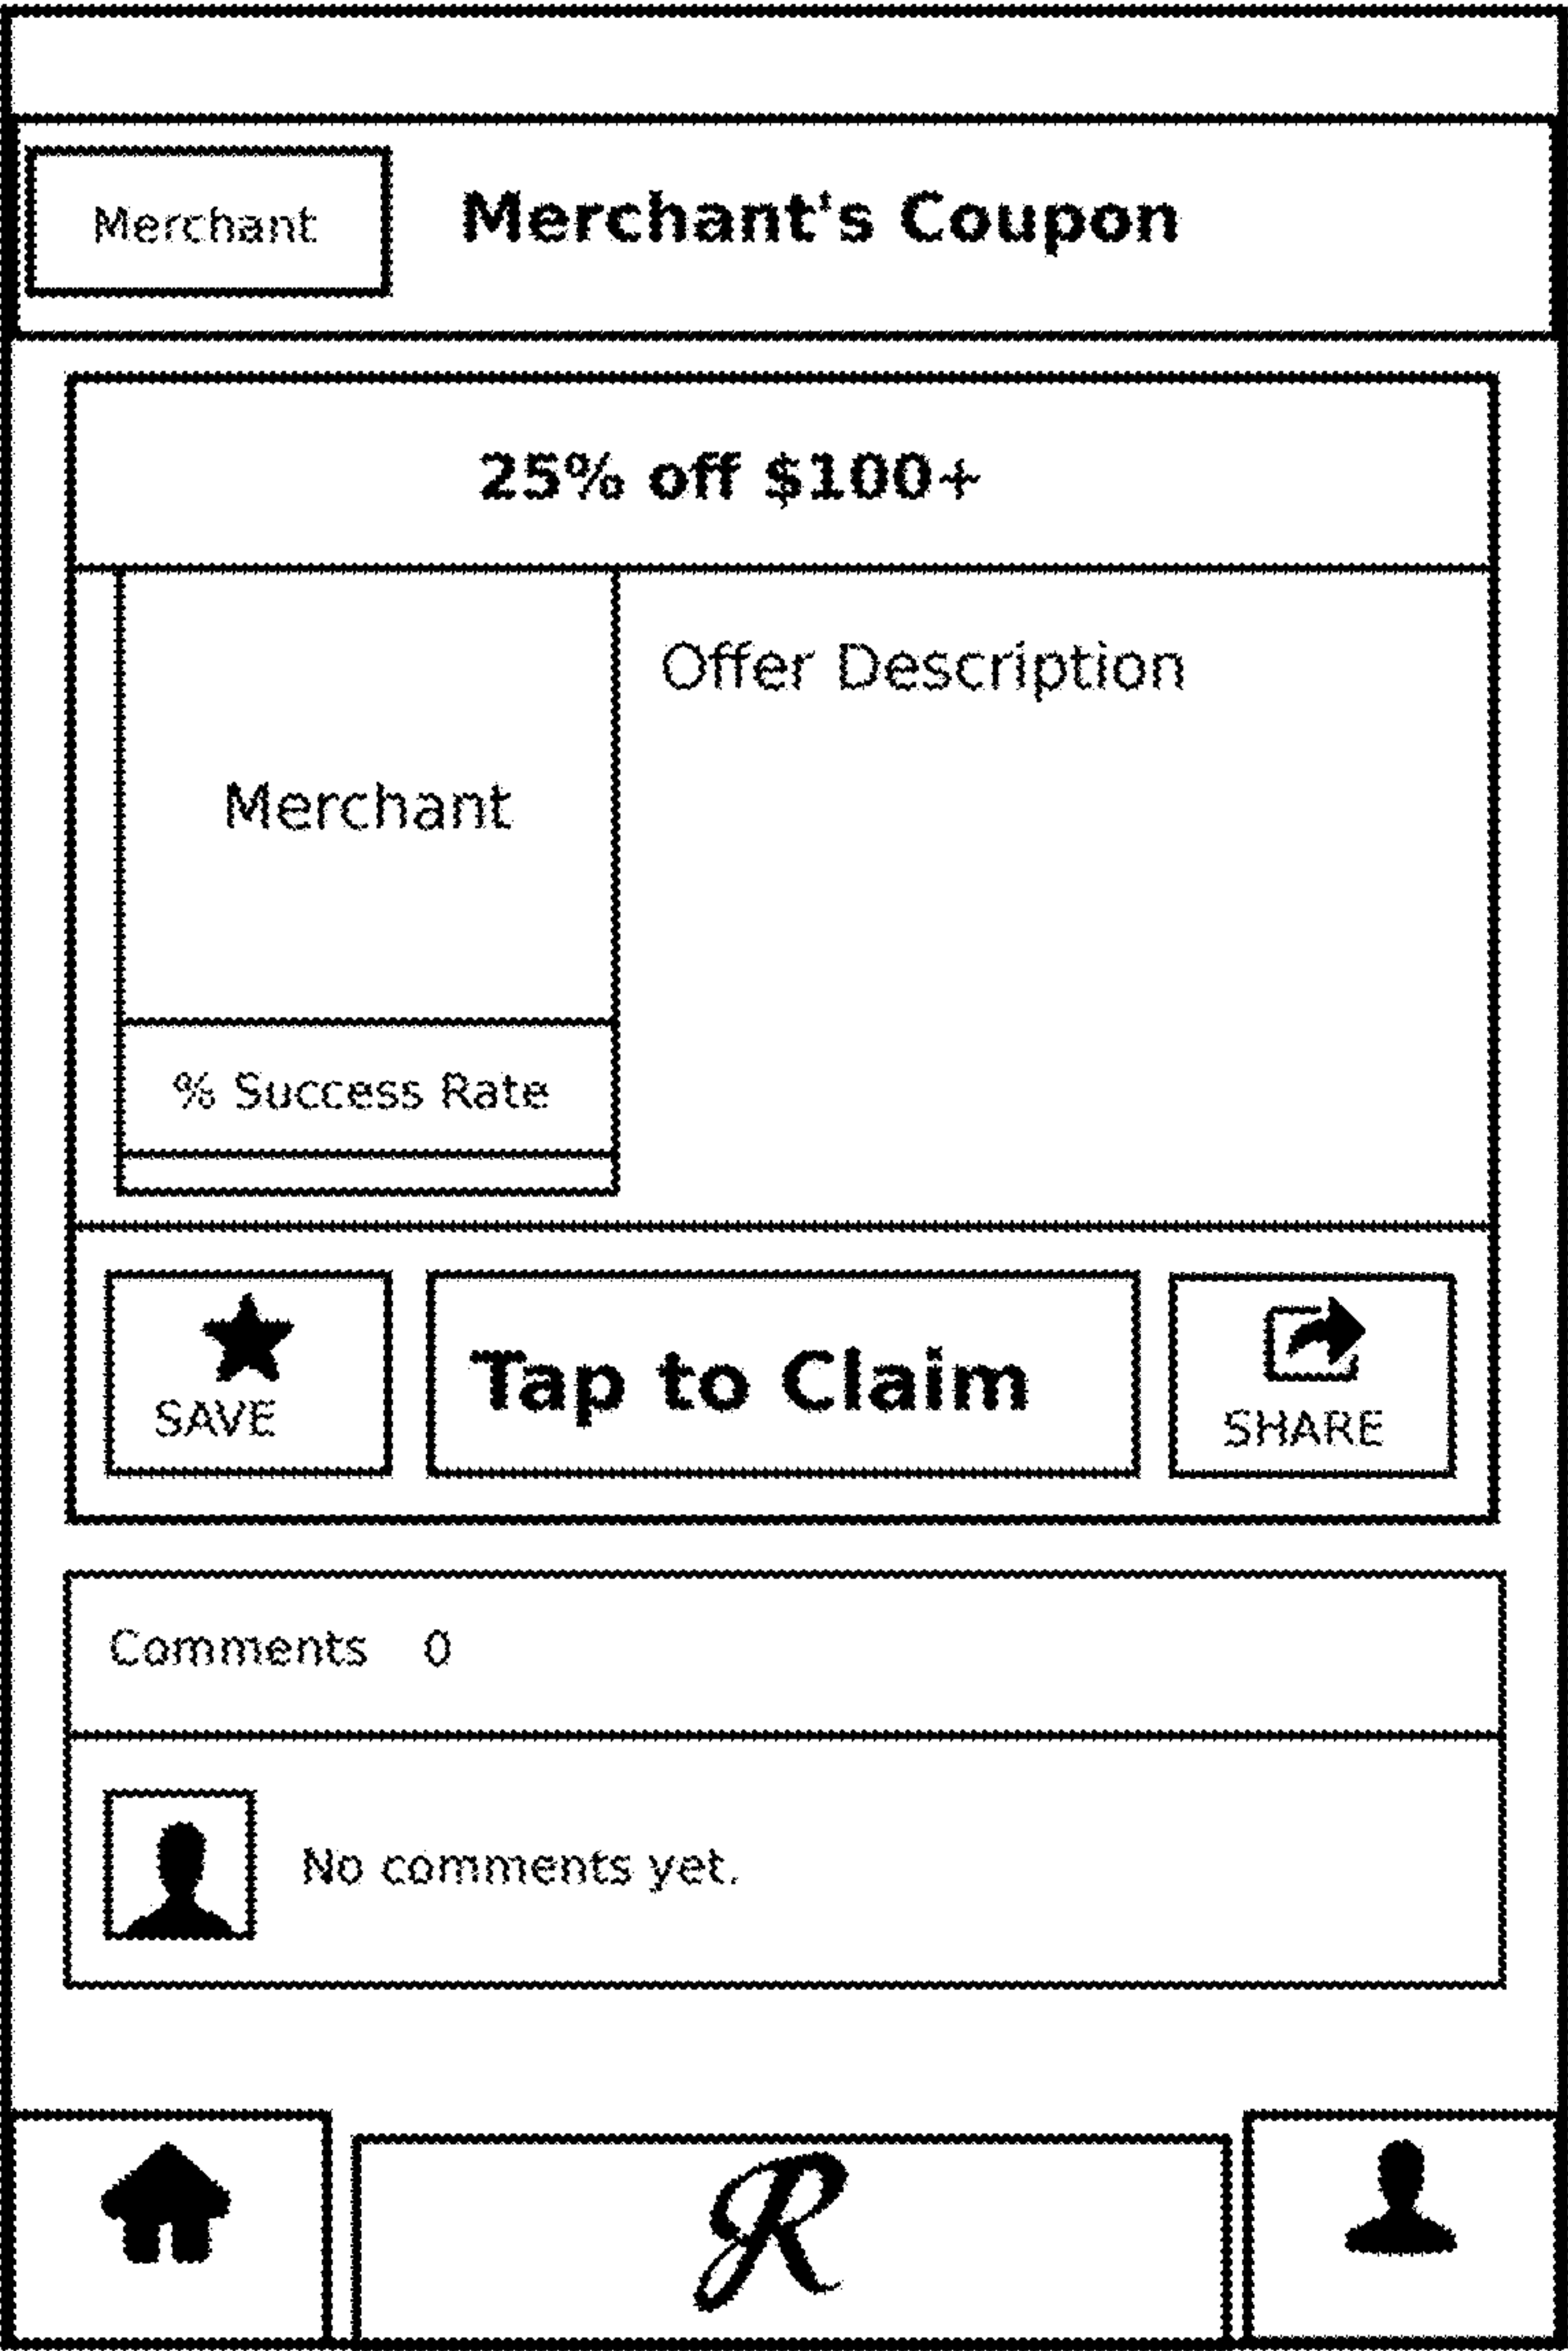 Merchant
Merchant's Coupon
25% off $100+
Offer Description
Merchant
% Success Rate
SAVE
Tap to Claim
SHARE
Comments 0
No comments yet.
R